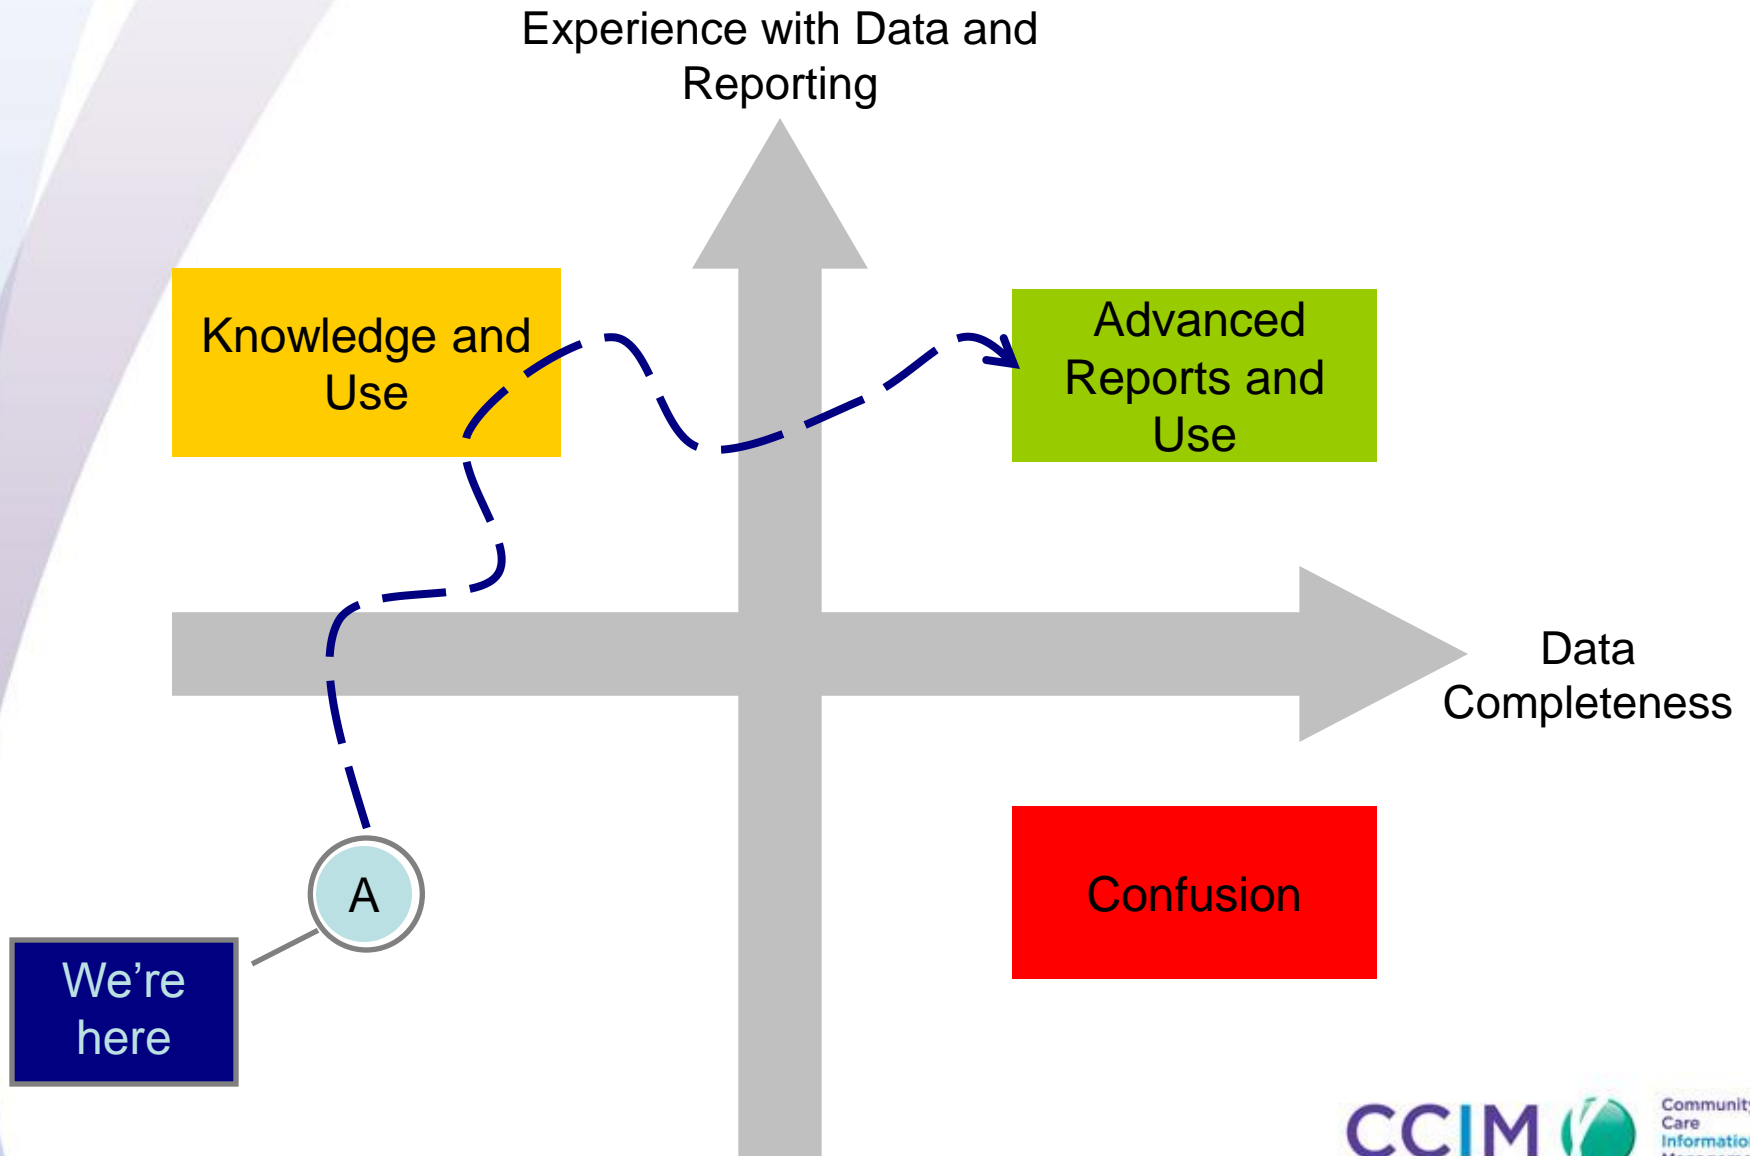 Experience with Data and
Reporting
Knowledge and
Use
Advanced
Reports and
Use
Data
Completeness
A
Confusion
We're
here
CCIM
Community
Care